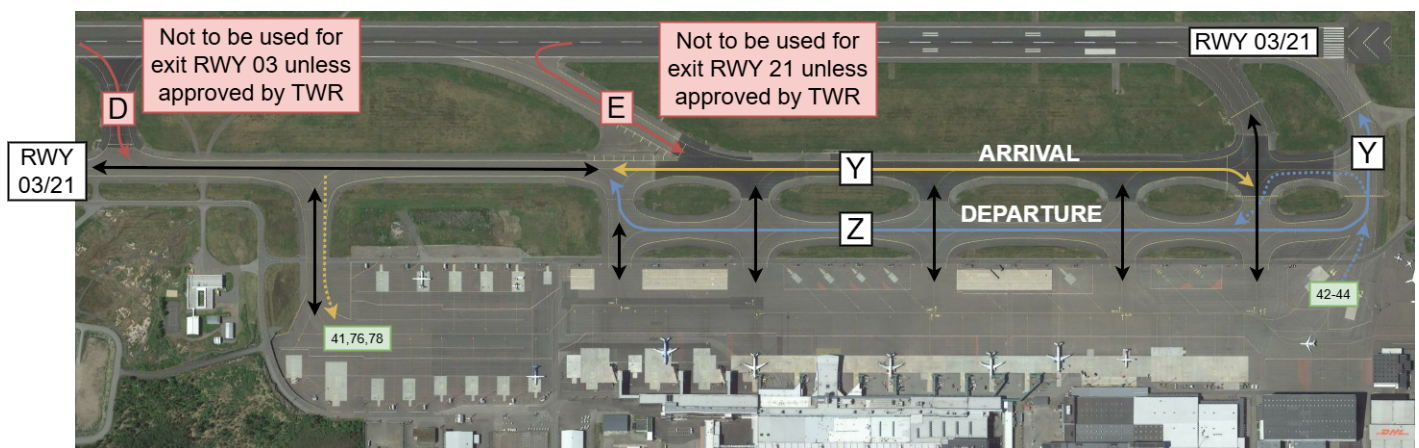 Not to be used for
exit RWY 03 unless
approved by TWR
Not to be used for
exit RWY 21 unless
approved by TWR
RWY 03/21
D
E
RWY
03/21
ARRIVAL
Y
Y
DEPARTURE
Z
42-44
41,76,78
DHL